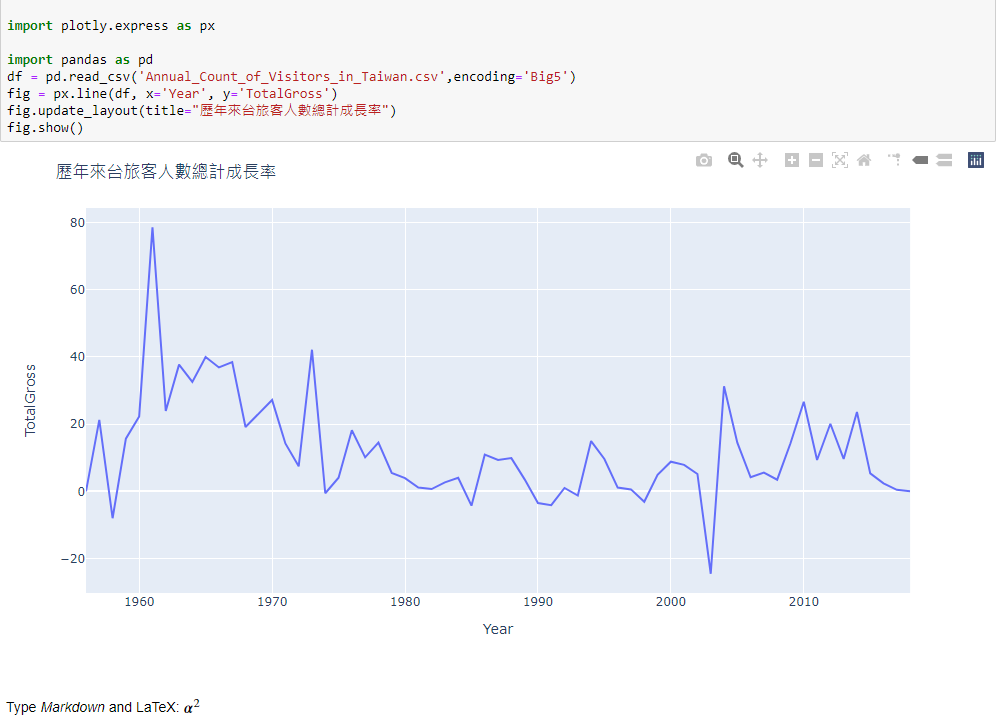 import plotly.express as px
import pandas as pd
df = pd.read_csv('Annual_Count_of_Visitors_in_Taiwan.csv',encoding='Big5')
fig = px.line(df, x='Year', y='TotalGross')
fig.update_layout(title="歷年來台旅客人數總計成長率")
fig.show()
歷年來台旅客人數總計成長率
80
60
40
20
0
−20
TotalGross
1960 1970 1980 1990 2000 2010
Year
Type Markdown and LaTeX: α²